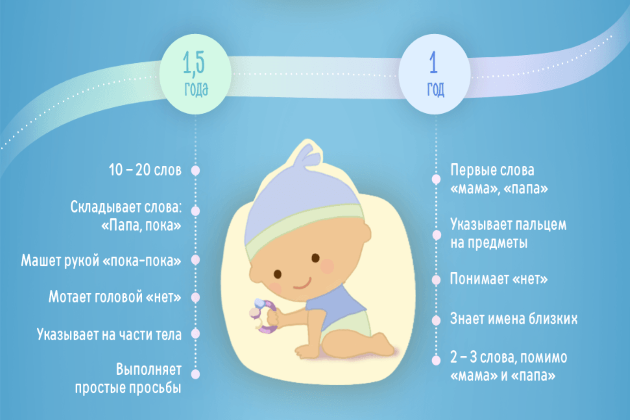 1,5
года
10 – 20 слов
Складывает слова:
«Папа, пока»
Машет рукой «пока-пока»
Мотает головой «нет»
Указывает на части тела
Выполняет
простые просьбы
1
год
Первые слова
«мама», «папа»
Указывает пальцем
на предметы
Понимает «нет»
Знает имена близких
2 – 3 слова, помимо
«мама» и «папа»